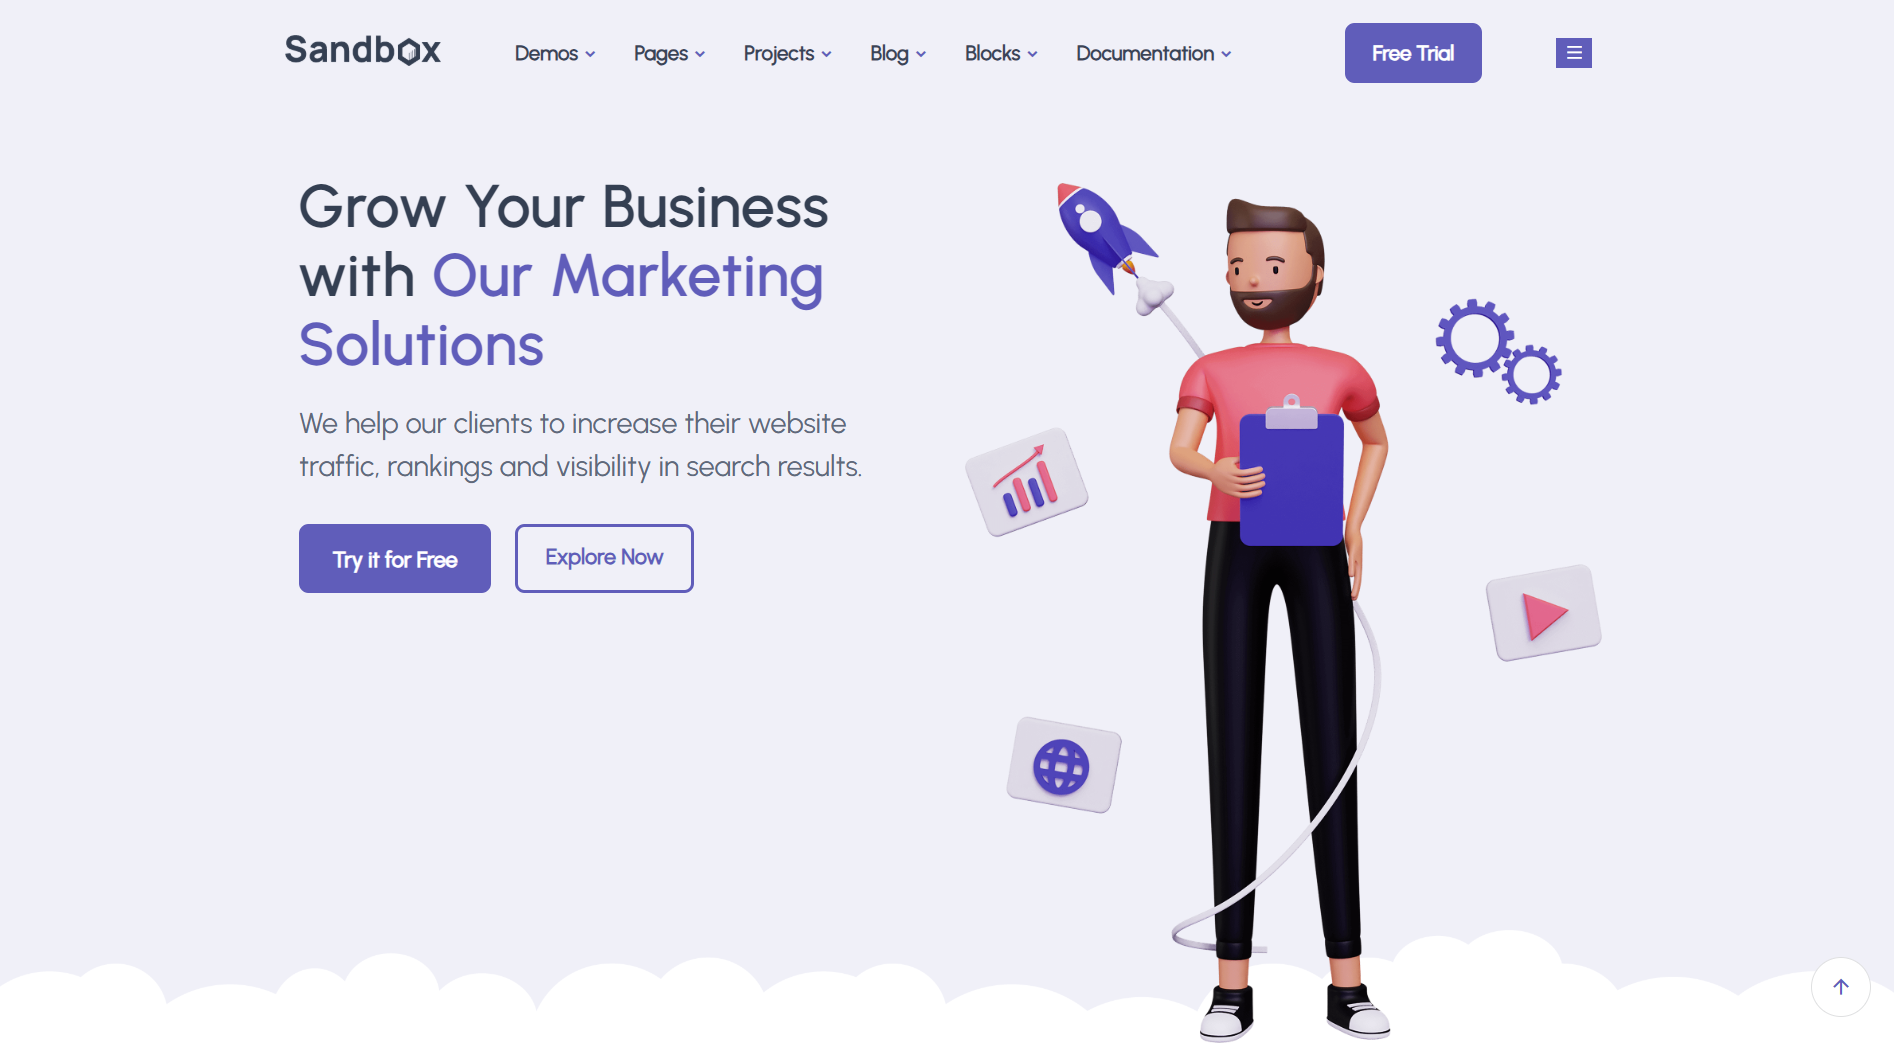 Sandbox
Demos Pages Projects Blog Blocks Documentation
Free Trial
Grow Your Business
with Our Marketing
Solutions
We help our clients to increase their website
traffic, rankings and visibility in search results.
Try it for Free
Explore Now